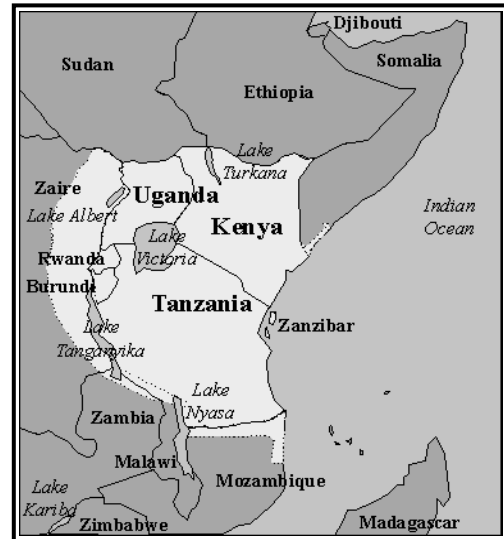 Djibouti
Sudan
Somalia
Ethiopia
Lake
Turkana
Zaire
Uganda
Lake Albert
Kenya
Indian
Ocean
Lake
Victoria
Rwanda
Burundi
Tanzania
Zanzibar
Lake
Tanganyika
Lake
Nyasa
Zambia
Malawi
Mozambique
Lake
Kariba
Zimbabwe
Madagascar